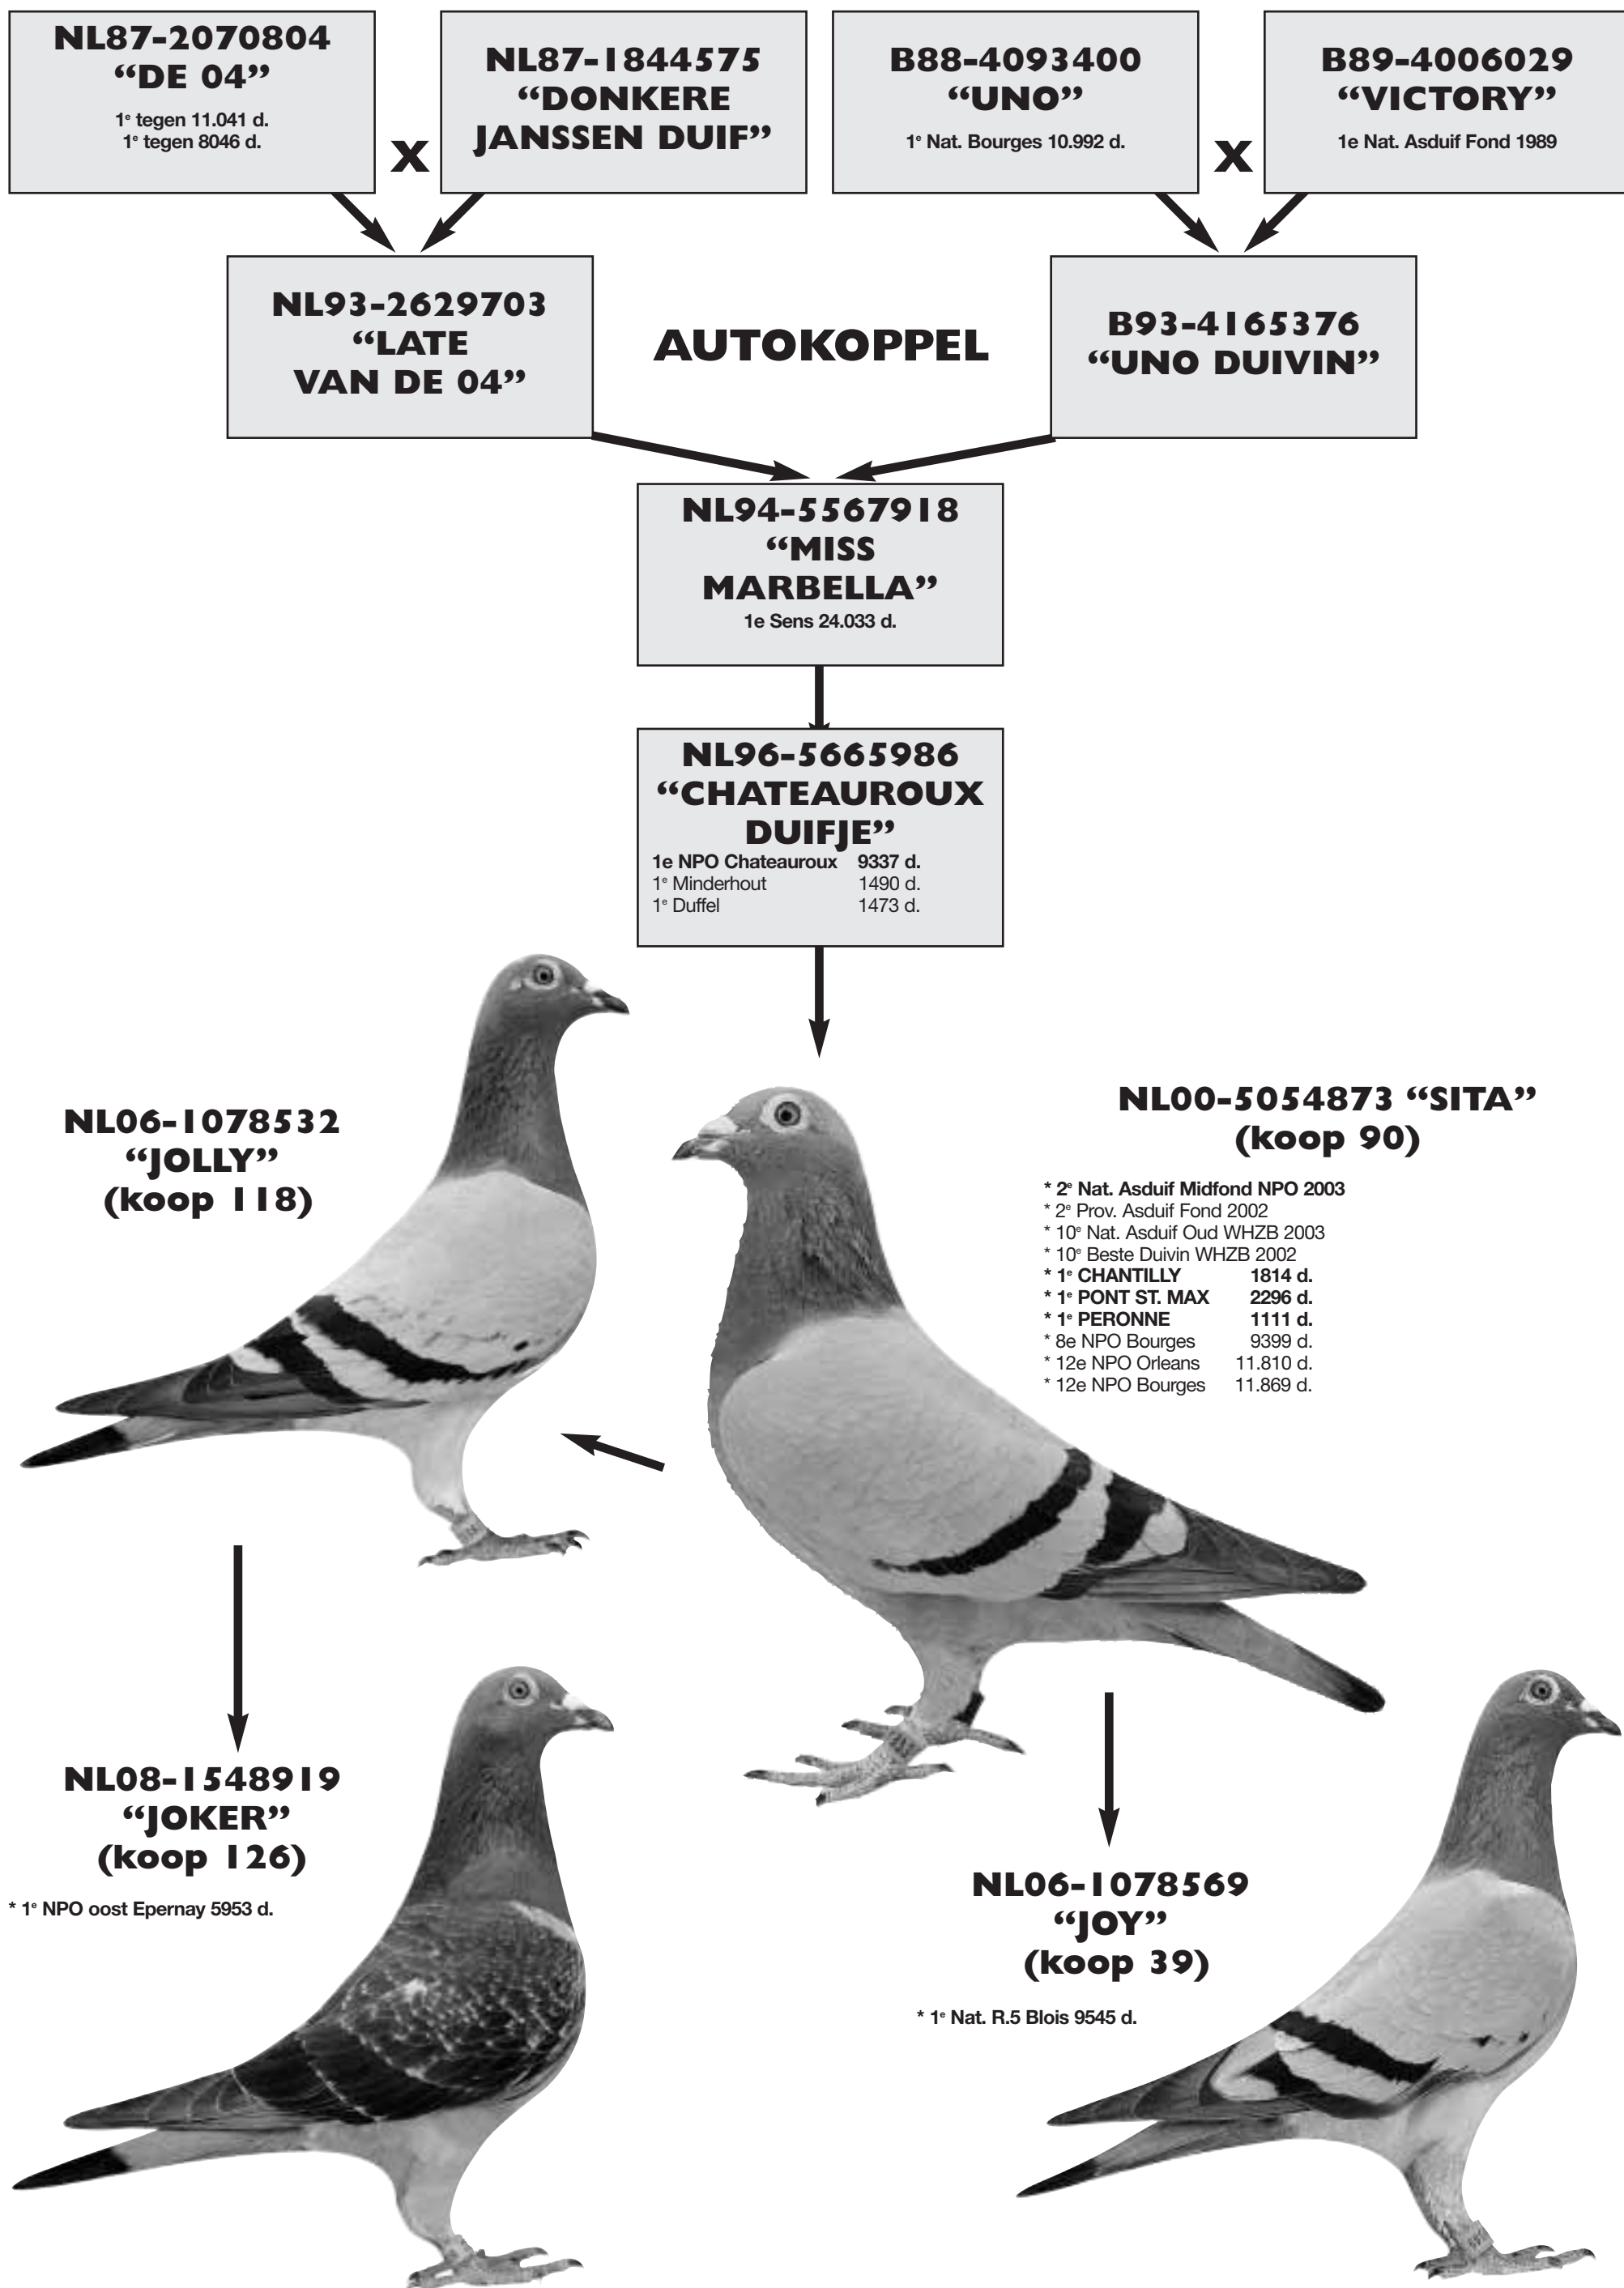 NL87-2070804
“DE 04”
1e tegen 11.041 d.
1e tegen 8046 d.
X
NL87-1844575
“DONKERE
JANSSEN DUIF”
B88-4093400
“UNO”
1e Nat. Bourges 10.992 d.
X
B89-4006029
“VICTORY”
1e Nat. Asduif Fond 1989
NL93-2629703
“LATE
VAN DE 04”
AUTOKOPPEL
B93-4165376
“UNO DUIVIN”
NL94-5567918
“MISS
MARBELLA”
1e Sens 24.033 d.
NL96-5665986
“CHATEAUROUX
DUIFJE”
1e NPO Chateauroux 9337 d.
1e Minderhout 1490 d.
1e Duffel 1473 d.
NL06-1078532
“JOLLY”
(koop 118)
NL00-5054873 “SITA”
(koop 90)
* 2e Nat. Asduif Midfond NPO 2003
* 2e Prov. Asduif Fond 2002
* 10e Nat. Asduif Oud WHZB 2003
* 10e Beste Duivin WHZB 2002
* 1e CHANTILLY 1814 d.
* 1e PONT ST. MAX 2296 d.
* 1e PERONNE 1111 d.
* 8e NPO Bourges 9399 d.
* 12e NPO Orleans 11.810 d.
* 12e NPO Bourges 11.869 d.
NL08-1548919
“JOKER”
(koop 126)
* 1e NPO oost Epernay 5953 d.
NL06-1078569
“JOY”
(koop 39)
* 1e Nat. R.5 Blois 9545 d.